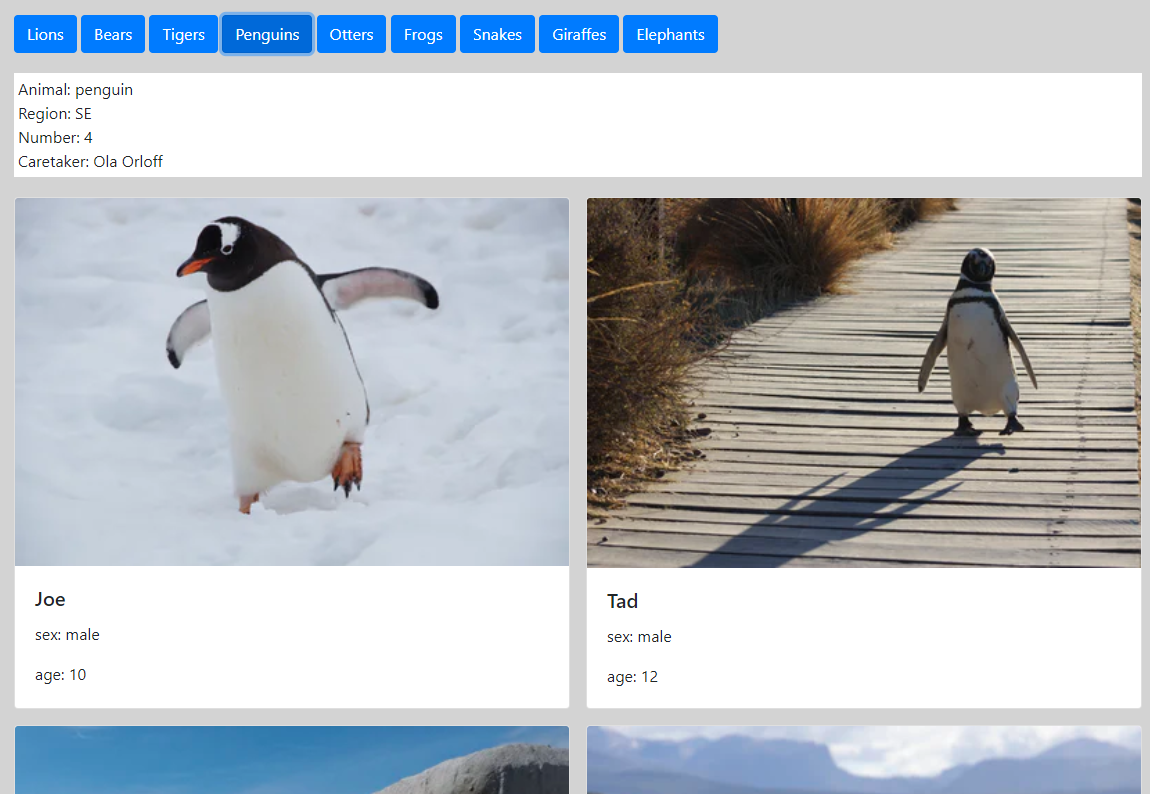 Lions Bears Tigers Penguins Otters Frogs Snakes Giraffes Elephants
Animal: penguin
Region: SE
Number: 4
Caretaker: Ola Orloff
Joe
sex: male
age: 10
Tad
sex: male
age: 12